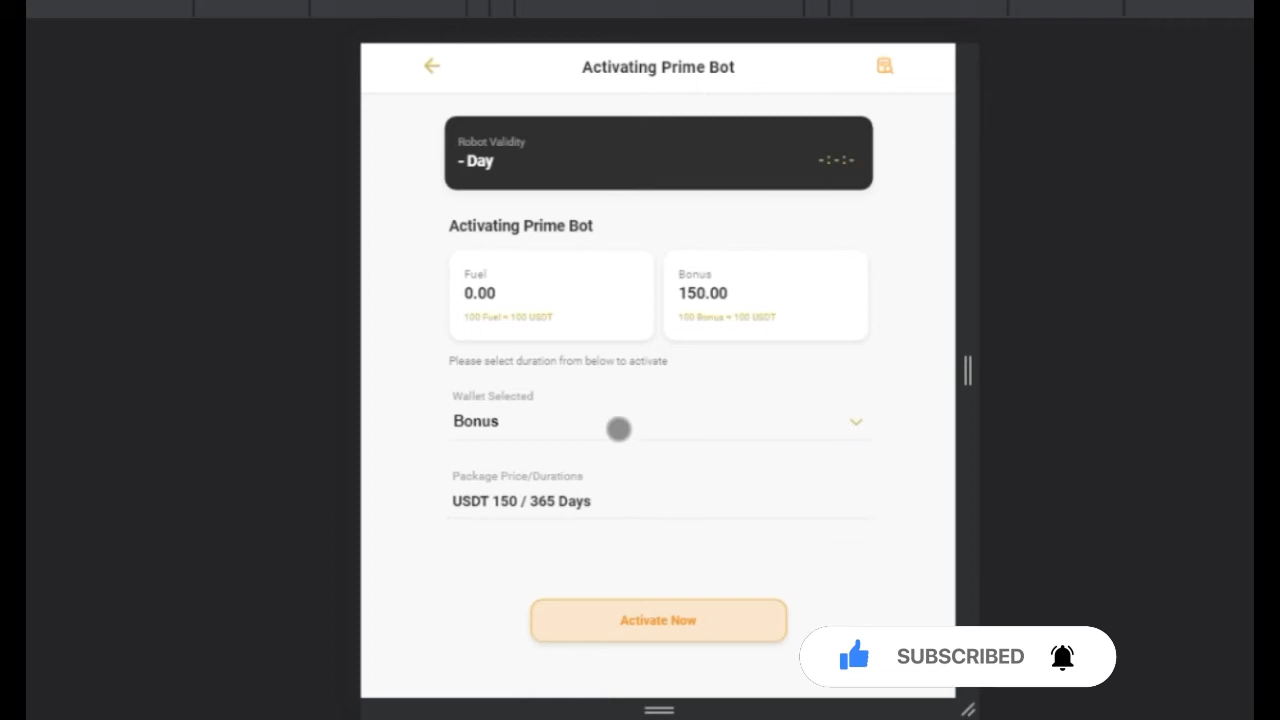 Activating Prime Bot
Robot Validity
- Day
-:-:-
Activating Prime Bot
Fuel
0.00
100 Fuel = 100 USDT
Bonus
150.00
100 Bonus = 100 USDT
Please select duration from below to activate
Wallet Selected
Bonus
Package Price/Durations
USDT 150 / 365 Days
Activate Now
SUBSCRIBED